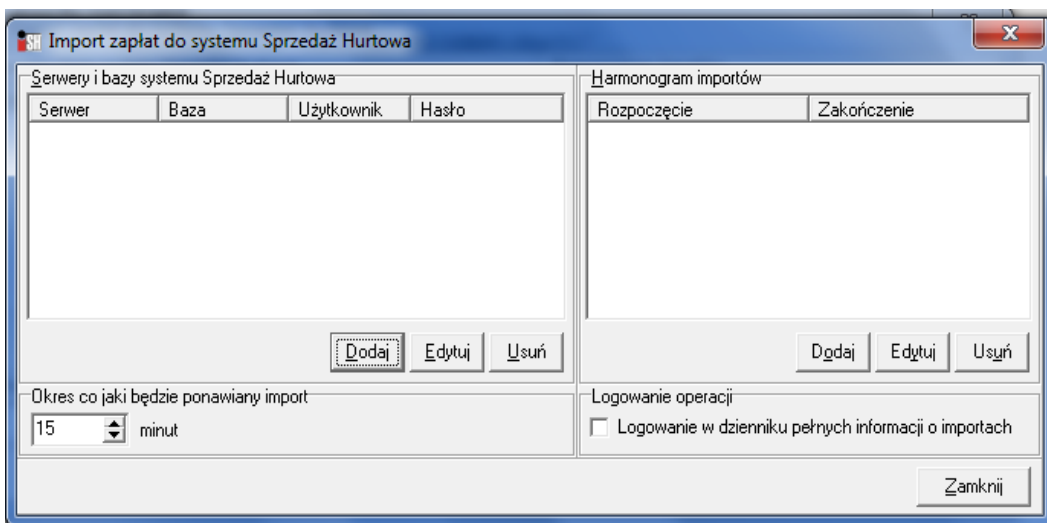 Import zapłat do systemu Sprzedaż Hurtowa
Serwery i bazy systemu Sprzedaż Hurtowa
Serwer Baza Użytkownik Hasło
Dodaj Edytuj Usuń
Harmonogram importów
Rozpoczęcie Zakończenie
Dodaj Edytuj Usuń
Okres co jaki będzie ponawiany import
15 minut
Logowanie operacji
Logowanie w dzienniku pełnych informacji o importach
Zamknij